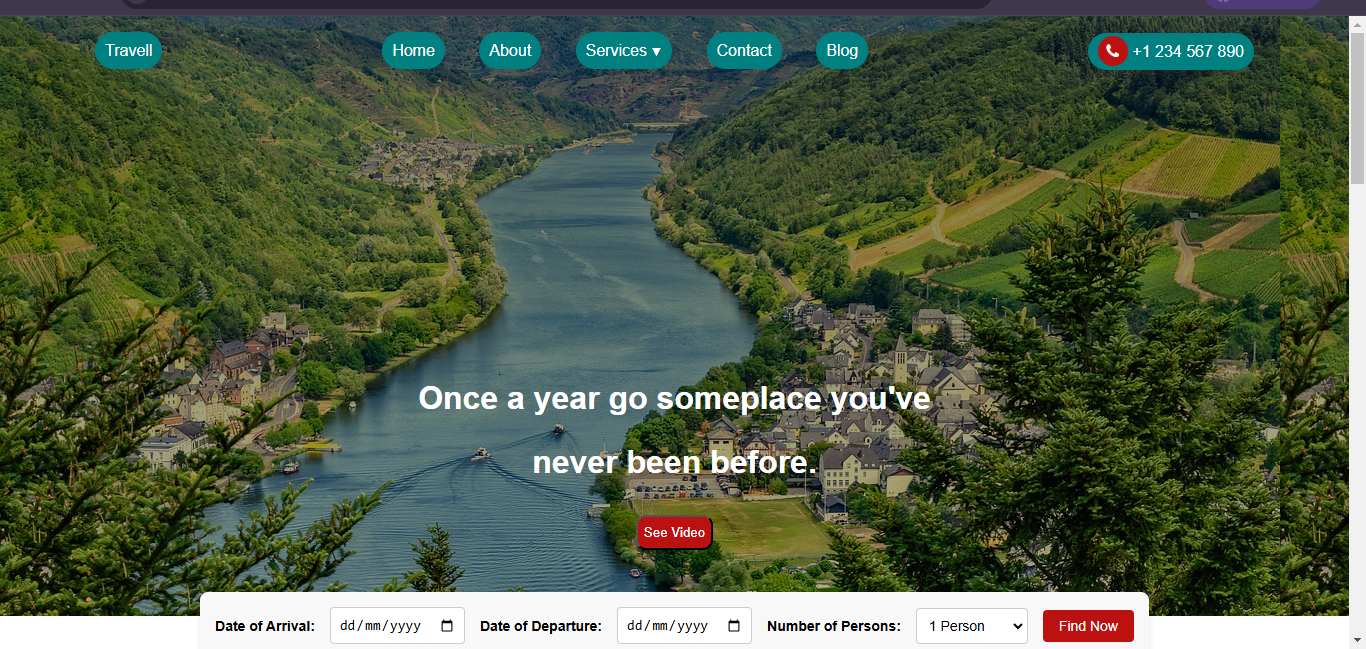 Travell Home About Services ▾ Contact Blog +1 234 567 890
Once a year go someplace you've
never been before.
See Video
Date of Arrival: dd/mm/yyyy Date of Departure: dd/mm/yyyy Number of Persons: 1 Person Find Now